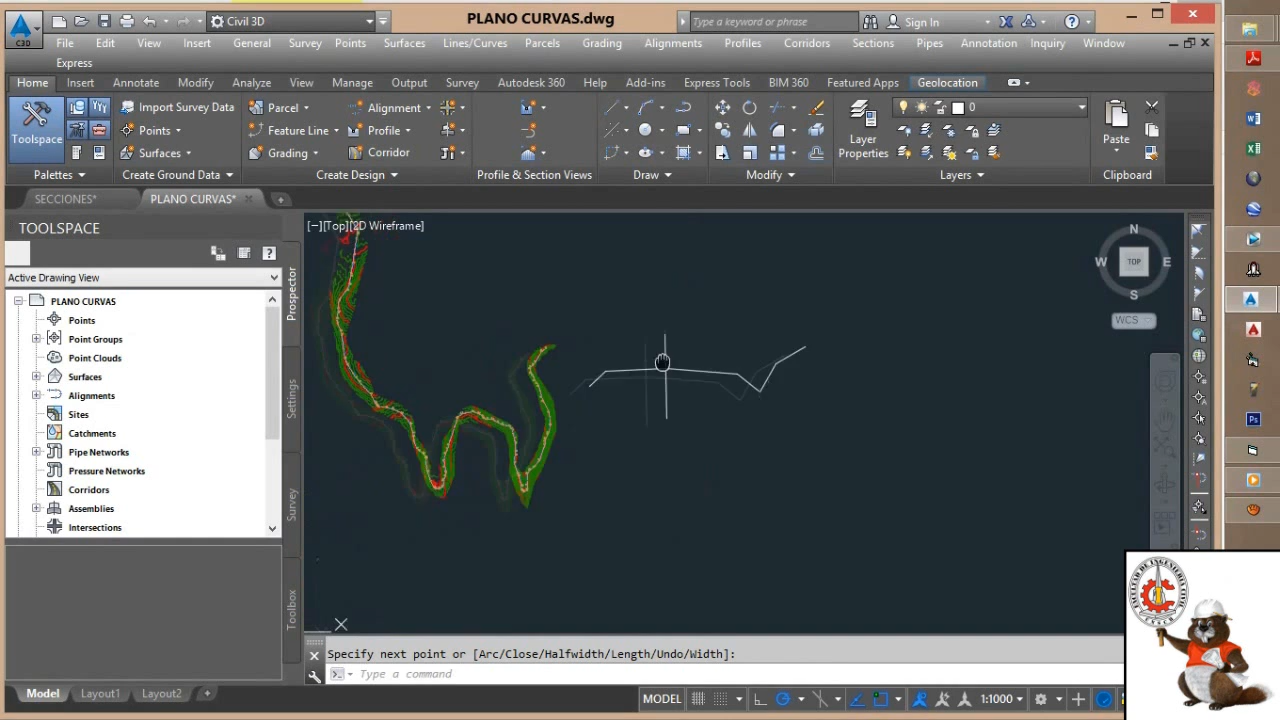 Civil 3D
PLANO CURVAS.dwg
Type a keyword or phrase
Sign In
C3D
File Edit View Insert General Survey Points Surfaces Lines/Curves Parcels Grading Alignments Profiles Corridors Sections Pipes Annotation Inquiry Window
Express
Home Insert Annotate Modify Analyze View Manage Output Survey Autodesk 360 Help Add-ins Express Tools BIM 360 Featured Apps Geolocation
Toolspace
Import Survey Data
Points
Surfaces
Parcel
Feature Line
Grading
Alignment
Profile
Corridor
Layer Properties
0
Paste
Palettes
Create Ground Data
Create Design
Profile & Section Views
Draw
Modify
Layers
Clipboard
SECCIONES*
PLANO CURVAS*
TOOLSPACE
Active Drawing View
PLANO CURVAS
Points
Point Groups
Point Clouds
Surfaces
Alignments
Sites
Catchments
Pipe Networks
Pressure Networks
Corridors
Assemblies
Intersections
Prospector
Settings
Survey
Toolbox
[−][Top][2D Wireframe]
N
W TOP E
S
WCS
Specify next point or [Arc/Close/Halfwidth/Length/Undo/Width]:
Type a command
Model Layout1 Layout2
MODEL
1:1000